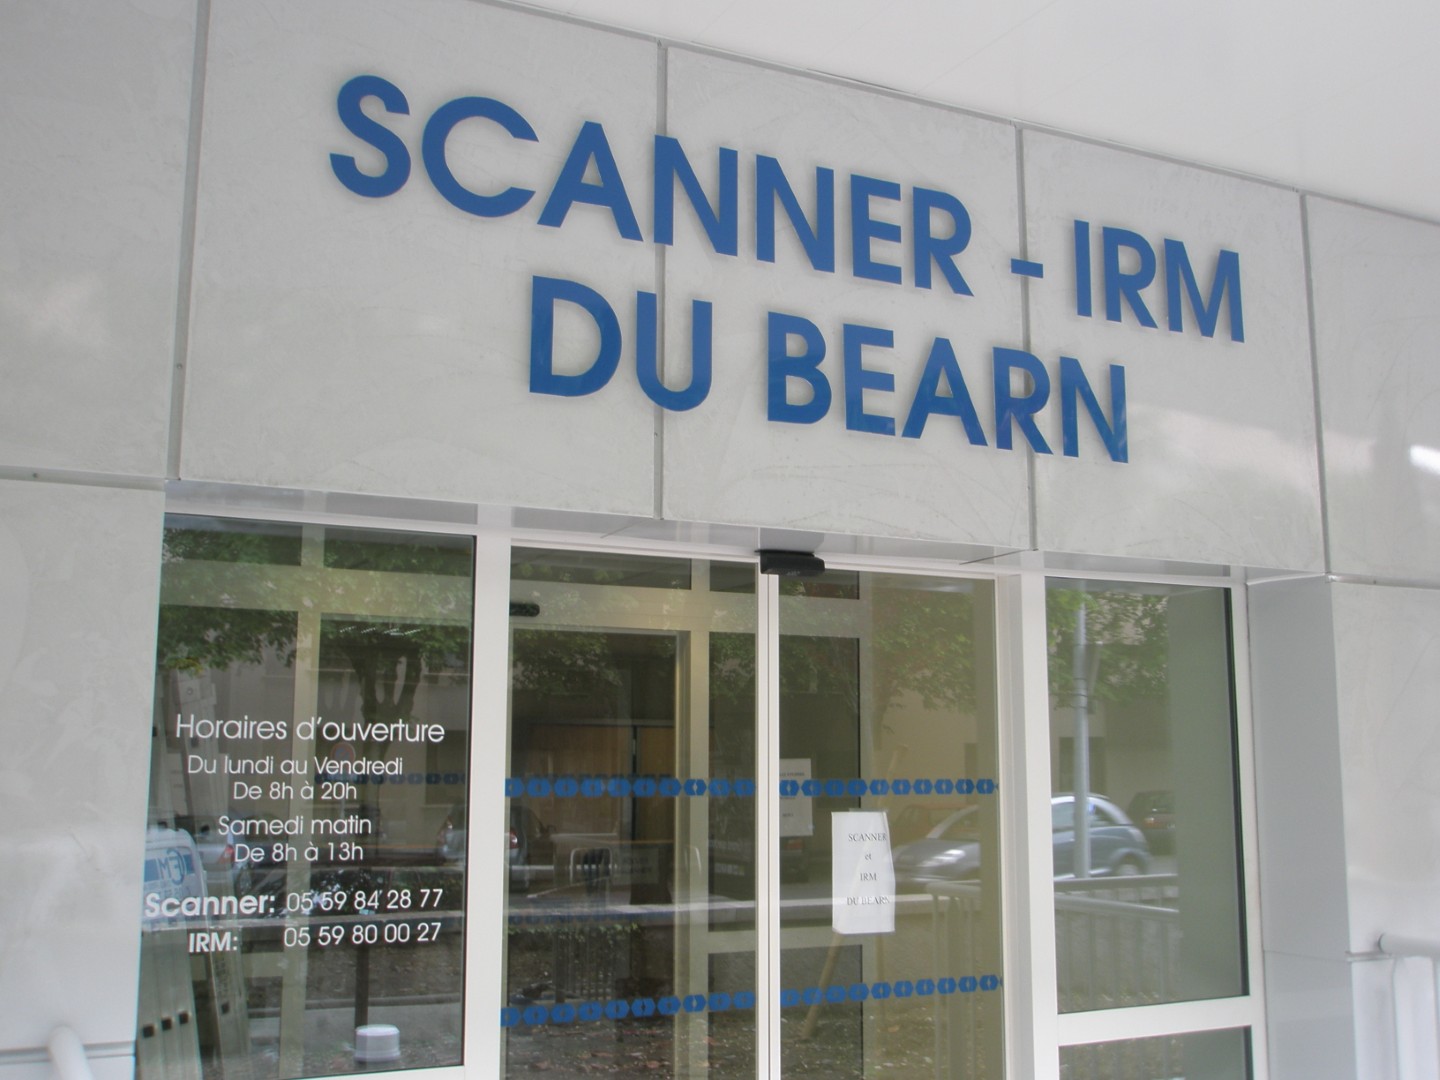 SCANNER - IRM
DU BEARN
Horaires d'ouverture
Du lundi au Vendredi
De 8h à 20h
Samedi matin
De 8h à 13h
Scanner: 05 59 84 28 77
IRM: 05 59 80 00 27
SCANNER
et
IRM
DU BEARN